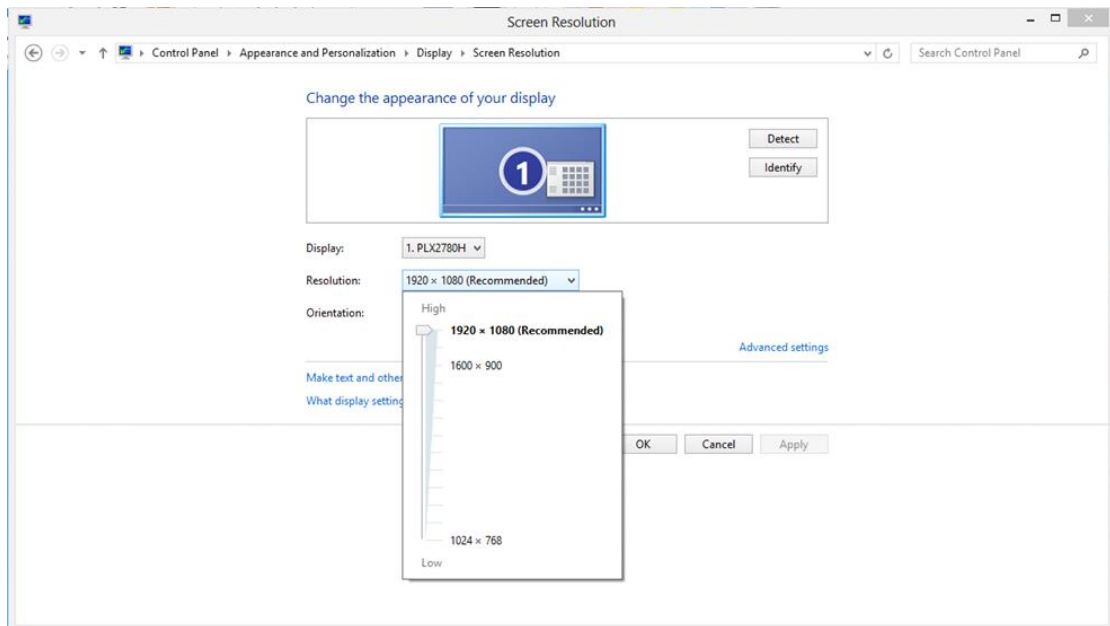 Screen Resolution
Control Panel Appearance and Personalization Display Screen Resolution
Search Control Panel
Change the appearance of your display
1
Detect
Identify
Display: 1. PLX2780H
Resolution: 1920 × 1080 (Recommended)
Orientation:
High
1920 × 1080 (Recommended)
1600 × 900
1024 × 768
Low
Advanced settings
Make text and other
What display setting
OK Cancel Apply